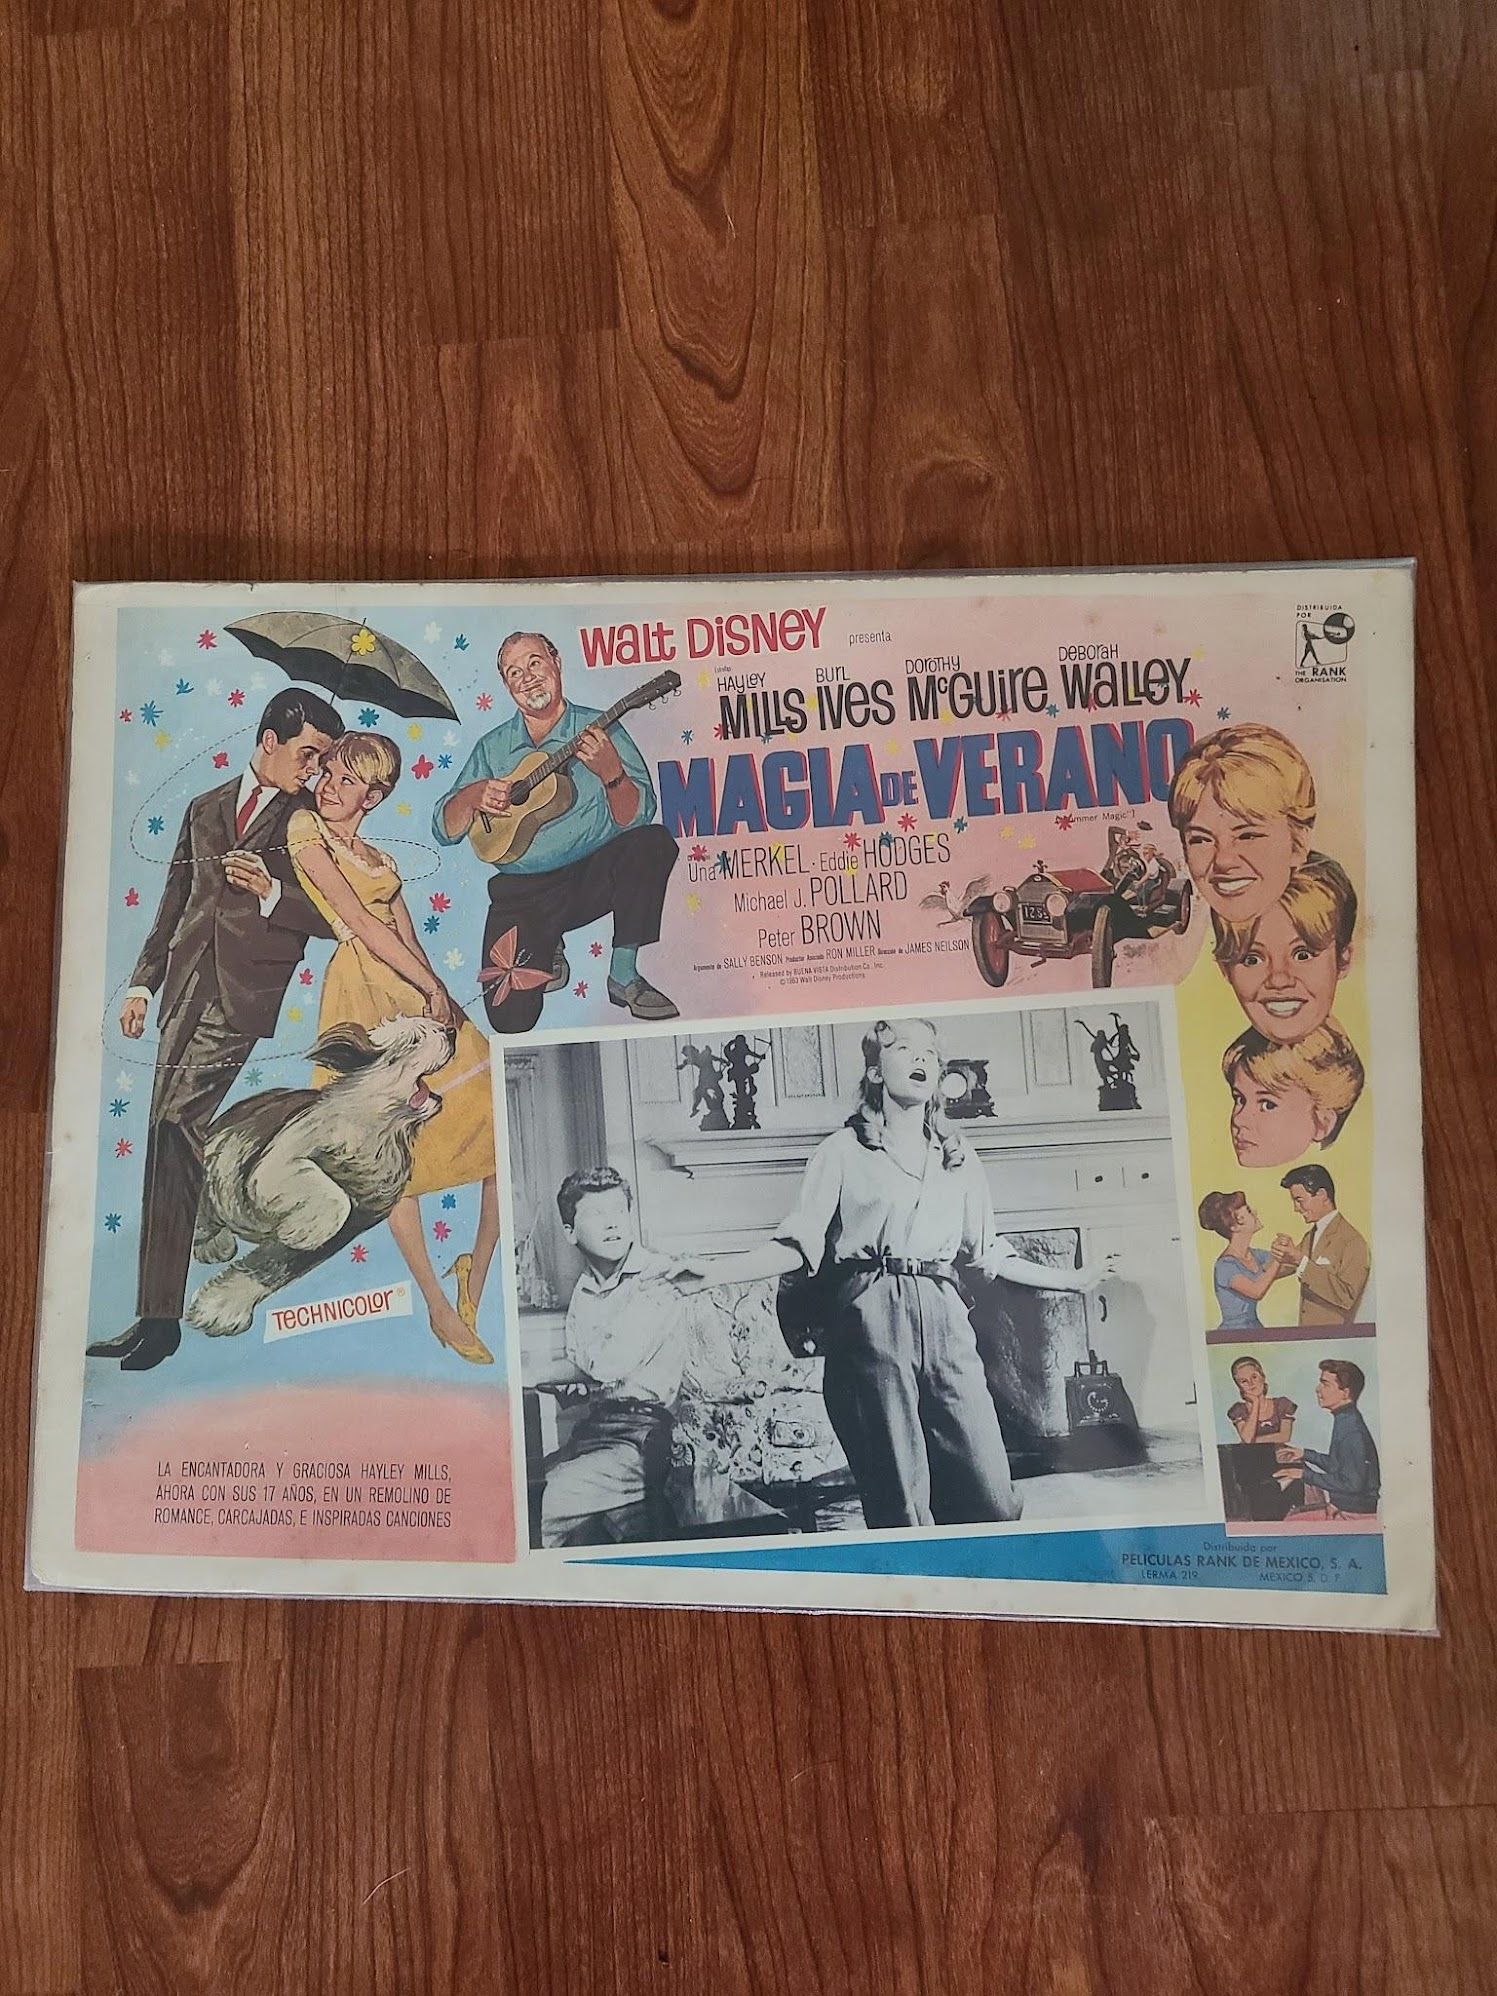 WALT DISNEY presenta
DISTRIBUIDA
POR
THE RANK
ORGANISATION
HAYLEY BURL DOROTHY DEBORAH
MILLS IVES McGUIRE WALLEY
MAGIA DE VERANO
("Summer Magic")
Una MERKEL · Eddie HODGES
Michael J. POLLARD
Peter BROWN
Argumento de SALLY BENSON Productor Asociado RON MILLER Dirección de JAMES NEILSON
Released by BUENA VISTA Distribution Co., Inc.
©1963 Walt Disney Productions
TECHNICOLOR®
LA ENCANTADORA Y GRACIOSA HAYLEY MILLS,
AHORA CON SUS 17 AÑOS, EN UN REMOLINO DE
ROMANCE, CARCAJADAS, E INSPIRADAS CANCIONES
Distribuida por
PELICULAS RANK DE MEXICO, S. A.
LERMA 219 MEXICO 5, D. F.